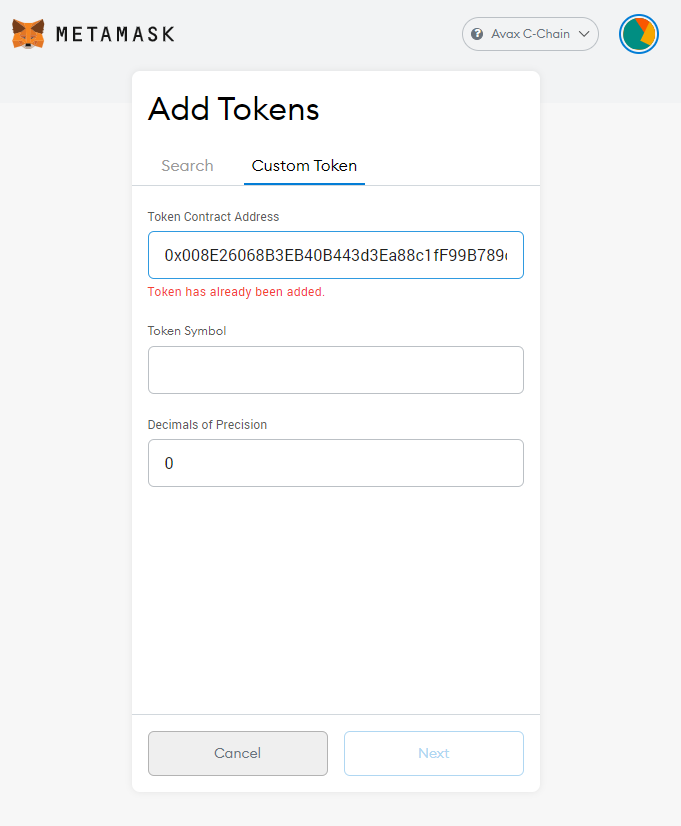 METAMASK
Avax C-Chain
Add Tokens
Search
Custom Token
Token Contract Address
0x008E26068B3EB40B443d3Ea88c1fF99B789
Token has already been added.
Token Symbol
Decimals of Precision
0
Cancel
Next